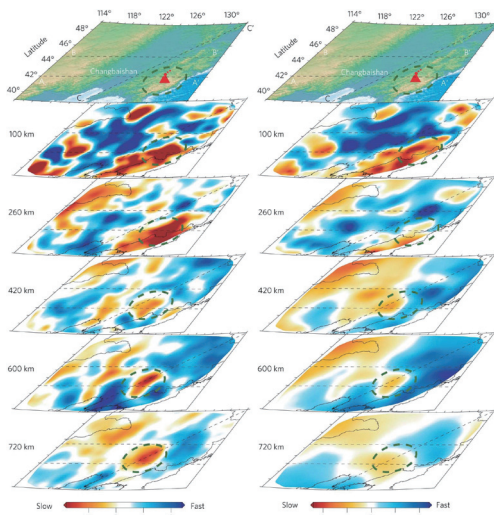 114° 118° 122° 126° 130°
C'
48°
46°
44°
42°
40°
Latitude
B'
Changbaishan
A'
C
100 km
260 km
420 km
600 km
720 km
Slow Fast
114° 118° 122° 126° 130°
48°
46°
44°
42°
40°
Latitude
B'
Changbaishan
A'
C
100 km
260 km
420 km
600 km
720 km
Slow Fast